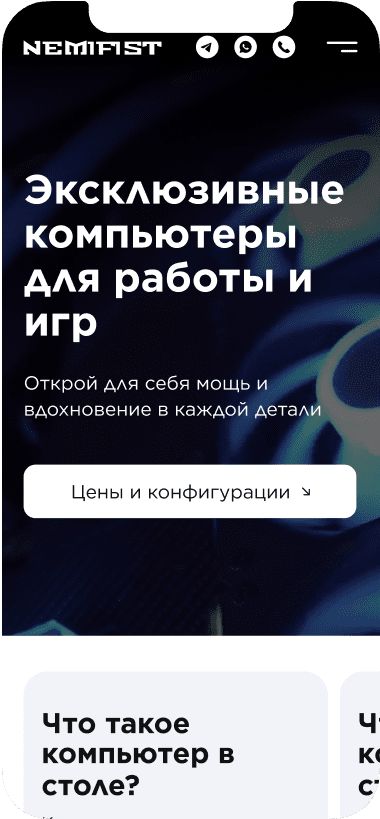 NEMIFIST
Эксклюзивные
компьютеры
для работы и
игр
Открой для себя мощь и
вдохновение в каждой детали
Цены и конфигурации
Что такое
компьютер в
столе?